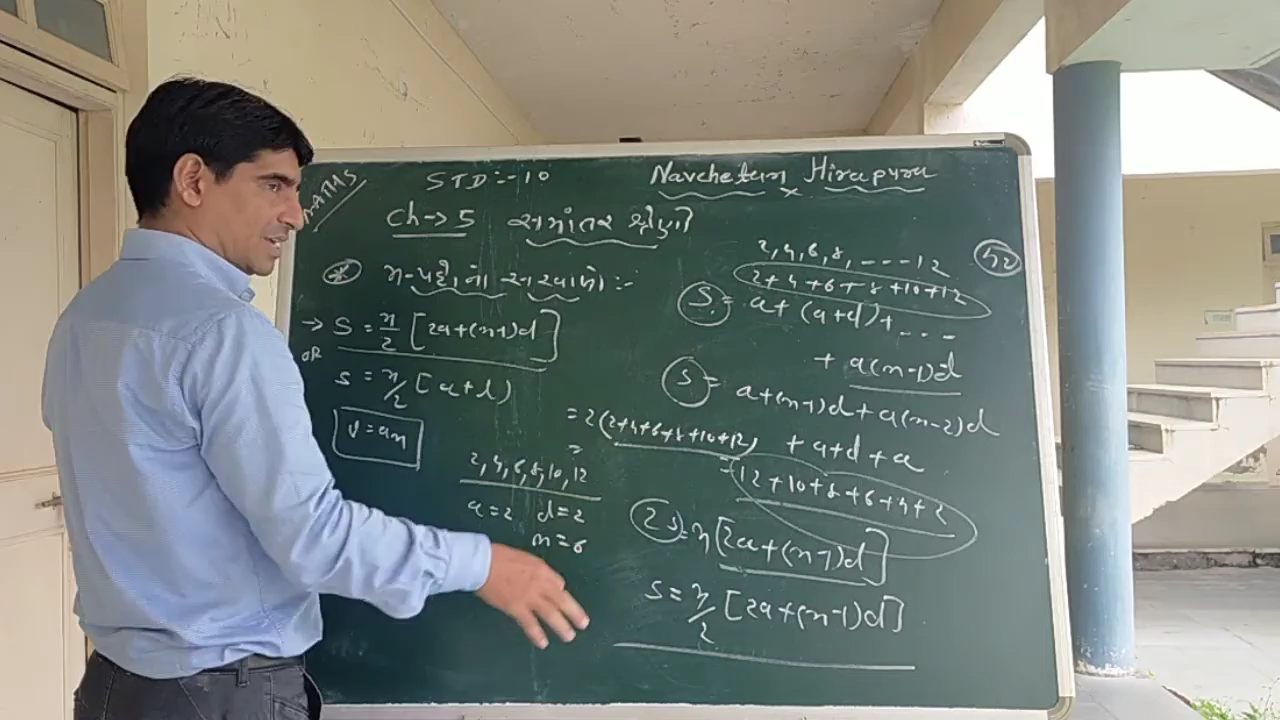 MATHS
STD:-10
Navchetan x Hirapura
Ch→5 સમાંતર શ્રેણી
n-પદોના સરવાળો :-
→ S = n/2 [2a+(n-1)d]
OR
S = n/2 [a+l)
l = an
2, 4, 6, 8, 10, 12
a=2 d=2
n=6
52
2, 4, 6, 8, ----12
2+4+6+8+10+12
S = a+(a+d)+ ---
+ a(n-1)d
S = a+(n-1)d+a(n-2)d
+ a+d+a
= 2(2+4+6+8+10+12)
=
=12+10+8+6+4+2
2S = n[2a+(n-1)d]
S = n/2 [2a+(n-1)d]